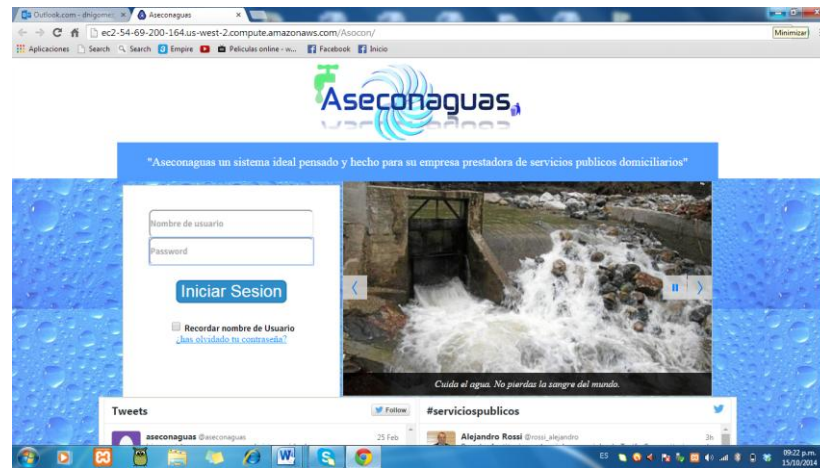 Outlook.com - dnigomez
Aseconaguas
ec2-54-69-200-164.us-west-2.compute.amazonaws.com/Asocon/
Minimizar
Aplicaciones Search Search Empire Peliculas online - w... Facebook Inicio
Aseconaguas
"Aseconaguas un sistema ideal pensado y hecho para su empresa prestadora de servicios publicos domiciliarios"
Nombre de usuario
Password
Iniciar Sesion
Recordar nombre de Usuario
¿has olvidado tu contraseña?
Cuida el agua. No pierdas la sangre del mundo.
Tweets Follow
#serviciospublicos
aseconaguas @aseconaguas 25 Feb
Alejandro Rossi @rossi_alejandro 3h
ES 09:22 p.m.
15/10/2014